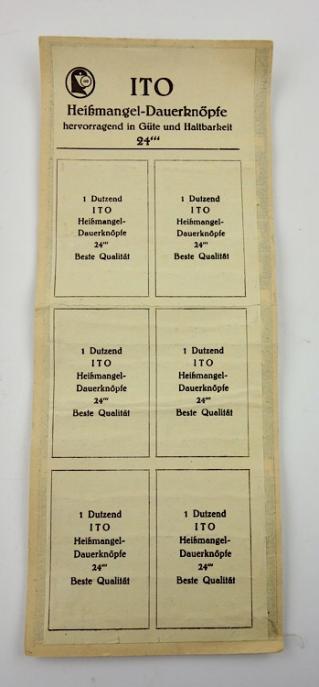 ITO
Heißmangel-Dauerknöpfe
hervorragend in Güte und Haltbarkeit
24'''
1 Dutzend
ITO
Heißmangel-
Dauerknöpfe
24'''
Beste Qualität
1 Dutzend
ITO
Heißmangel-
Dauerknöpfe
24'''
Beste Qualität
1 Dutzend
ITO
Heißmangel-
Dauerknöpfe
24'''
Beste Qualität
1 Dutzend
ITO
Heißmangel-
Dauerknöpfe
24'''
Beste Qualität
1 Dutzend
ITO
Heißmangel-
Dauerknöpfe
24'''
Beste Qualität
1 Dutzend
ITO
Heißmangel-
Dauerknöpfe
24'''
Beste Qualität